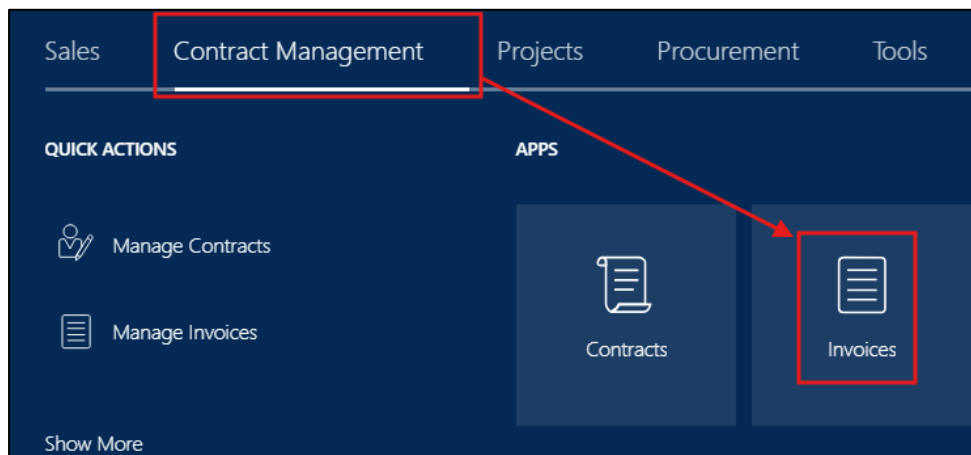 Sales Contract Management Projects Procurement Tools
QUICK ACTIONS
APPS
Manage Contracts
Manage Invoices
Contracts
Invoices
Show More